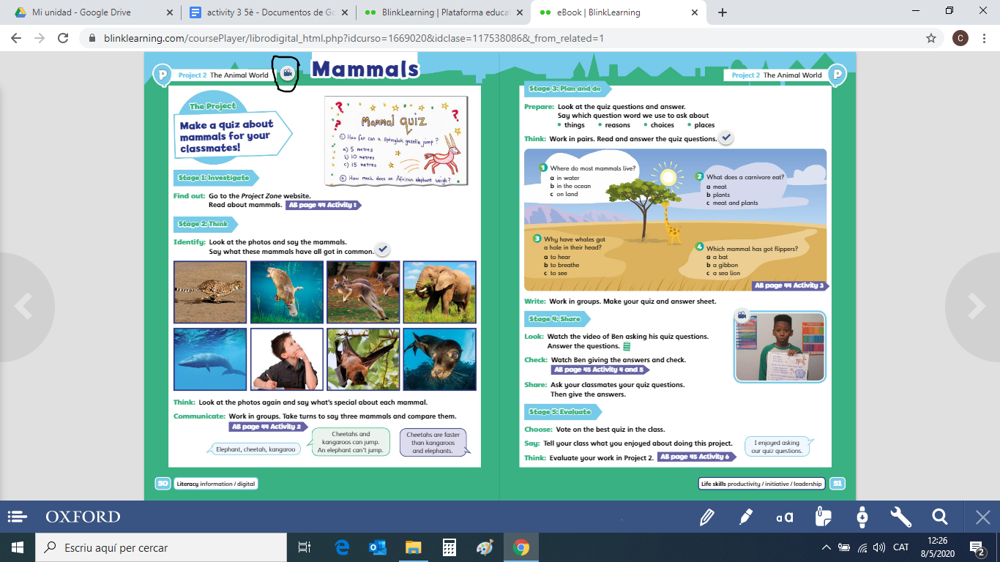 Mi unidad - Google Drive
activity 3 5è - Documentos de Go
BlinkLearning | Plataforma educa
eBook | BlinkLearning
blinklearning.com/coursePlayer/librodigital_html.php?idcurso=1669020&idclase=117538086&_from_related=1
C
P
Project 2 The Animal World
Mammals
The Project
Make a quiz about
mammals for your
classmates!
Mammal quiz
1 How far can a springbok gazelle jump?
a) 5 metres
b) 10 metres
c) 15 metres
2 How much does an African elephant weigh?
Stage 1: Investigate
Find out: Go to the Project Zone website.
Read about mammals. AB page 44 Activity 1
Stage 2: Think
Identify: Look at the photos and say the mammals.
Say what these mammals have all got in common.
Think: Look at the photos again and say what's special about each mammal.
Communicate: Work in groups. Take turns to say three mammals and compare them.
AB page 44 Activity 2
Elephant, cheetah, kangaroo
Cheetahs and
kangaroos can jump.
An elephant can't jump.
Cheetahs are faster
than kangaroos
and elephants.
50 Literacy information / digital
Project 2 The Animal World
P
Stage 3: Plan and do
Prepare: Look at the quiz questions and answer.
Say which question word we use to ask about
• things • reasons • choices • places
Think: Work in pairs. Read and answer the quiz questions.
1 Where do most mammals live?
a in water
b in the ocean
c on land
2 What does a carnivore eat?
a meat
b plants
c meat and plants
3 Why have whales got
a hole in their head?
a to hear
b to breathe
c to see
4 Which mammal has got flippers?
a a bat
b a gibbon
c a sea lion
AB page 44 Activity 3
Write: Work in groups. Make your quiz and answer sheet.
Stage 4: Share
Look: Watch the video of Ben asking his quiz questions.
Answer the questions.
Check: Watch Ben giving the answers and check.
AB page 45 Activity 4 and 5
Share: Ask your classmates your quiz questions.
Then give the answers.
Stage 5: Evaluate
Choose: Vote on the best quiz in the class.
Say: Tell your class what you enjoyed about doing this project.
Think: Evaluate your work in Project 2. AB page 45 Activity 6
I enjoyed asking
our quiz questions.
Life skills productivity / initiative / leadership 51
OXFORD
aa
Escriu aquí per cercar
CAT
12:26
8/5/2020
2